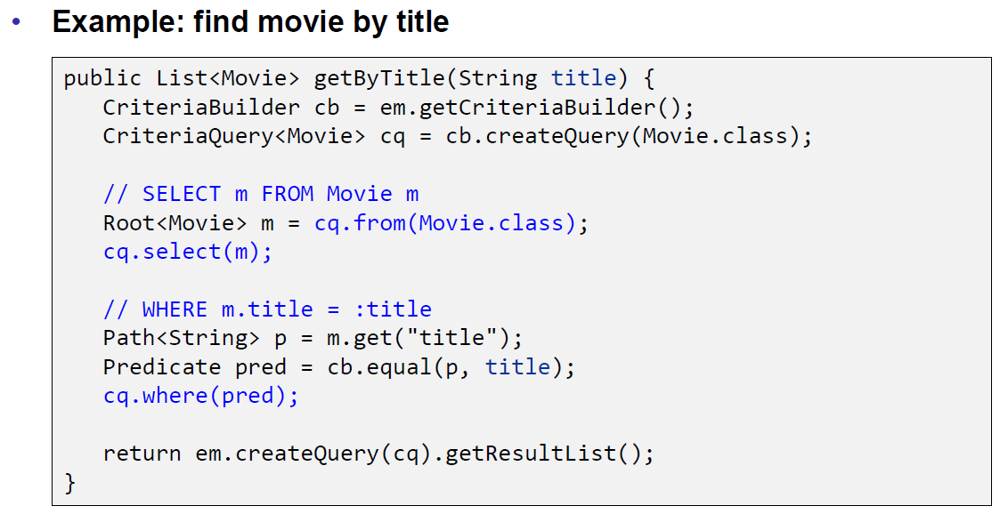 • Example: find movie by title
public List<Movie> getByTitle(String title) {
   CriteriaBuilder cb = em.getCriteriaBuilder();
   CriteriaQuery<Movie> cq = cb.createQuery(Movie.class);

   // SELECT m FROM Movie m
   Root<Movie> m = cq.from(Movie.class);
   cq.select(m);

   // WHERE m.title = :title
   Path<String> p = m.get("title");
   Predicate pred = cb.equal(p, title);
   cq.where(pred);

   return em.createQuery(cq).getResultList();
}